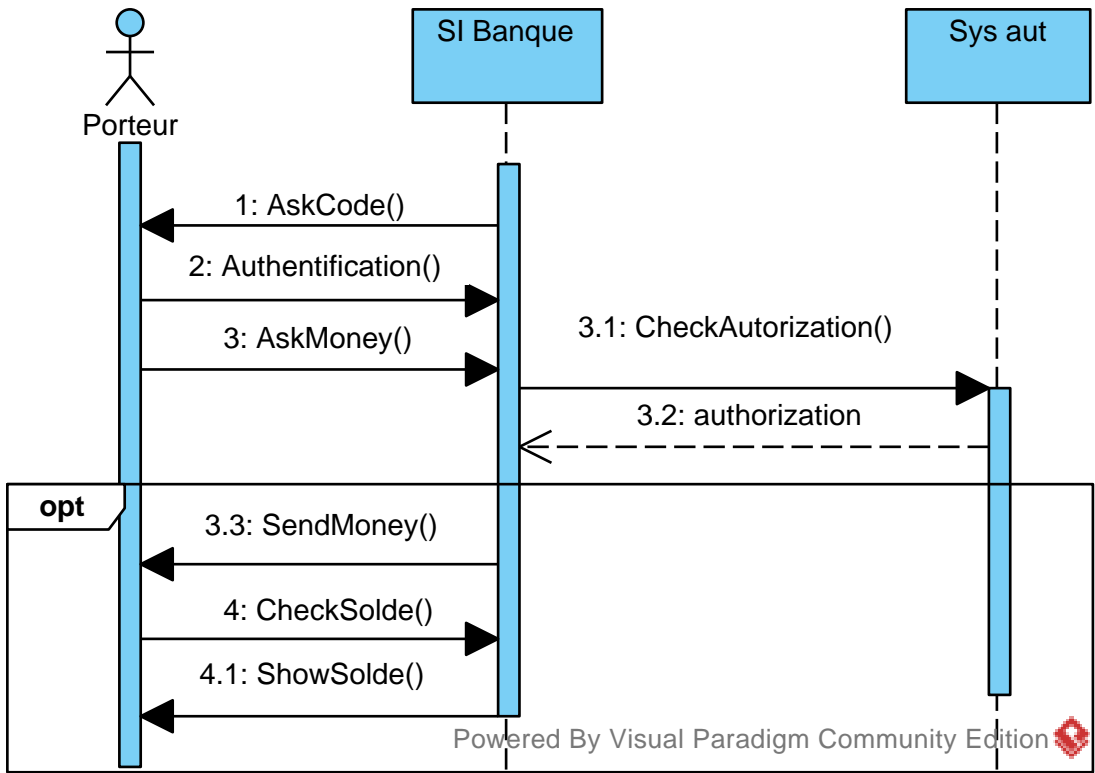 SI Banque
Sys aut
Porteur
1: AskCode()
2: Authentification()
3: AskMoney()
3.1: CheckAutorization()
3.2: authorization
opt
3.3: SendMoney()
4: CheckSolde()
4.1: ShowSolde()
Powered By Visual Paradigm Community Edition